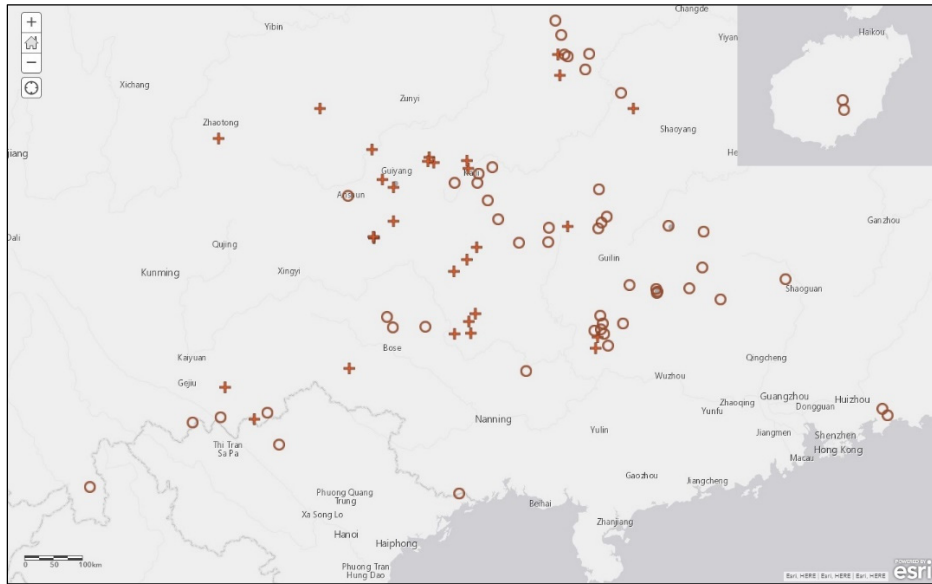 Changde
Yibin
Yiyan
Haikou
Xichang
Zunyi
Zhaotong
Shaoyang
jiang
He
Guiyang
Kaili
Anshun
Ganzhou
Dali
Qujing
Guilin
Kunming
Xingyi
Shaoguan
Bose
Kaiyuan
Qingcheng
Gejiu
Wuzhou
Guangzhou
Huizhou
Zhaoqing
Dongguan
Yunfu
Nanning
Yulin
Jiangmen
Shenzhen
Thi Tran
Sa Pa
Hong Kong
Macau
Gaozhou
Jiangcheng
Phuong Quang
Trung
Beihai
Xa Song Lo
Zhanjiang
Hanoi
Haiphong
0 50 100km
Phuong Tran
Hung Dao
POWERED BY
esri
Esri, HERE | Esri, HERE | Esri, HERE